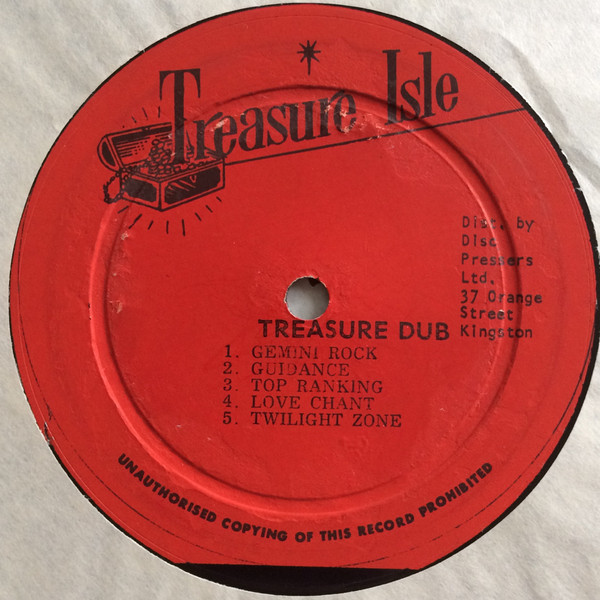 Treasure Isle
Disc. by
Disc
Pressers
Ltd.
37 Orange
Street
Kingston
TREASURE DUB
1. GEMINI ROCK
2. GUIDANCE
3. TOP RANKING
4. LOVE CHANT
5. TWILIGHT ZONE
UNAUTHORISED COPYING OF THIS RECORD PROHIBITED